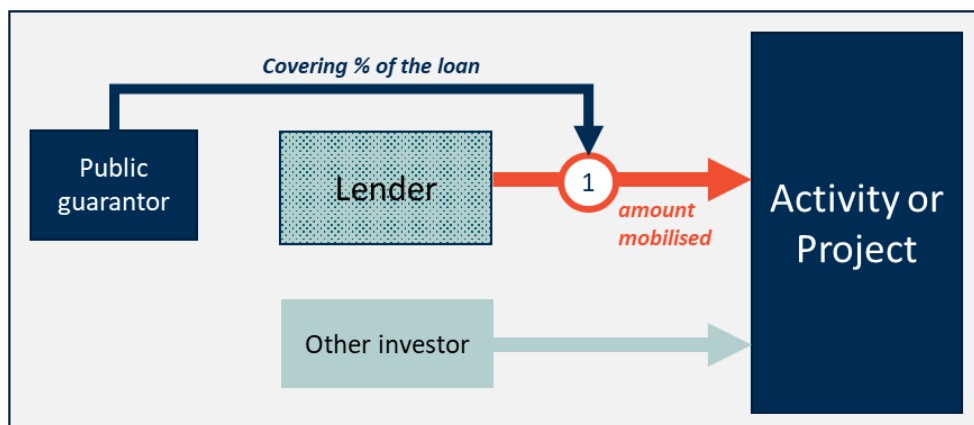 Covering % of the loan
Public
guarantor
Lender
1
amount
mobilised
Activity or
Project
Other investor